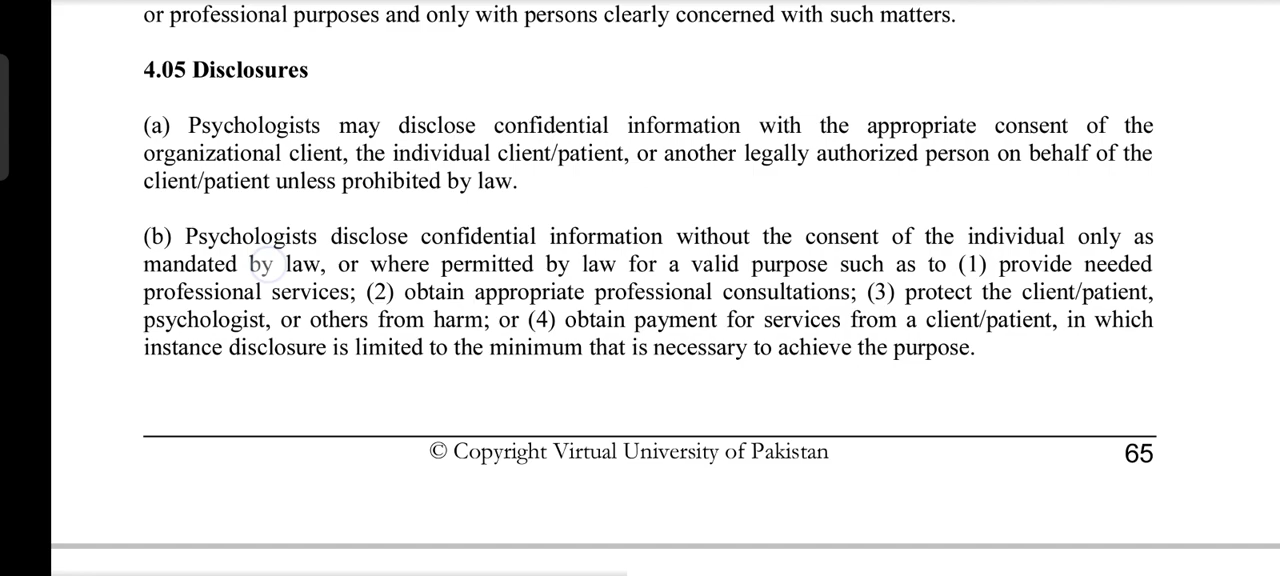 or professional purposes and only with persons clearly concerned with such matters.
4.05 Disclosures
(a) Psychologists may disclose confidential information with the appropriate consent of the
organizational client, the individual client/patient, or another legally authorized person on behalf of the
client/patient unless prohibited by law.
(b) Psychologists disclose confidential information without the consent of the individual only as
mandated by law, or where permitted by law for a valid purpose such as to (1) provide needed
professional services; (2) obtain appropriate professional consultations; (3) protect the client/patient,
psychologist, or others from harm; or (4) obtain payment for services from a client/patient, in which
instance disclosure is limited to the minimum that is necessary to achieve the purpose.
© Copyright Virtual University of Pakistan
65